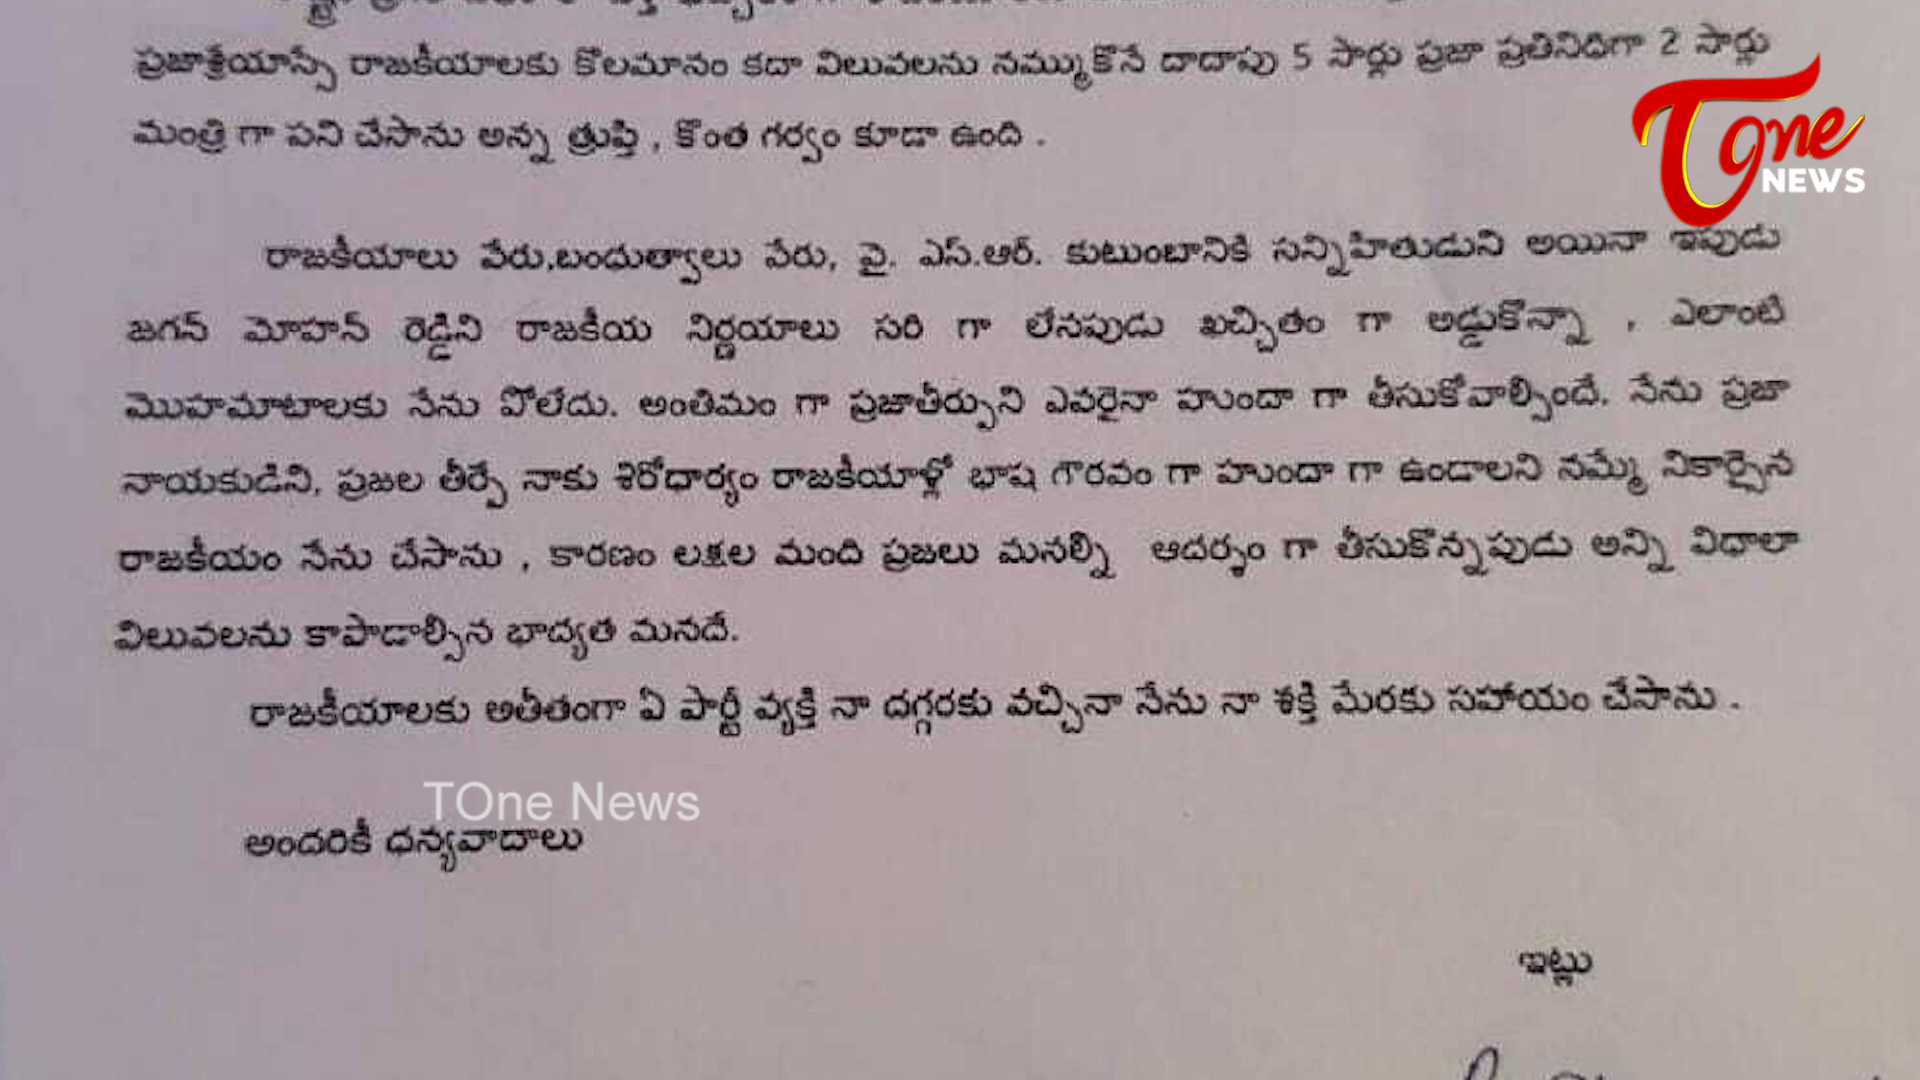 ప్రజాశ్రేయాస్సే రాజకీయాలకు కొలమానం కదా విలువలను నమ్ముకొనే దాదాపు 5 సార్లు ప్రజా ప్రతినిధిగా 2 సార్లు
మంత్రి గా పని చేసాను అన్న త్రుప్తి , కొంత గర్వం కూడా ఉంది .
TOne
NEWS
రాజకీయాలు వేరు,బంధుత్వాలు వేరు, వై. ఎస్.ఆర్. కుటుంబానికి సన్నిహితుడుని అయినా ఇపుడు
జగన్ మోహన్ రెడ్డిని రాజకీయ నిర్ణయాలు సరి గా లేనపుడు ఖచ్చితం గా అడ్డుకొన్నా , ఎలాంటి
మొహమాటాలకు నేను పోలేదు. అంతిమం గా ప్రజాతీర్పుని ఎవరైనా హుందా గా తీసుకోవాల్సిందే. నేను ప్రజా
నాయకుడిని, ప్రజల తీర్పే నాకు శిరోధార్యం రాజకీయాల్లో భాష గౌరవం గా హుందా గా ఉండాలని నమ్మే నికార్సైన
రాజకీయం నేను చేసాను , కారణం లక్షల మంది ప్రజలు మనల్ని ఆదర్శం గా తీసుకొన్నపుడు అన్ని విధాలా
విలువలను కాపాడాల్సిన భాద్యత మనదే.
రాజకీయాలకు అతీతంగా ఏ పార్టీ వ్యక్తి నా దగ్గరకు వచ్చినా నేను నా శక్తి మేరకు సహాయం చేసాను .
TOne News
అందరికీ ధన్యవాదాలు
ఇట్లు